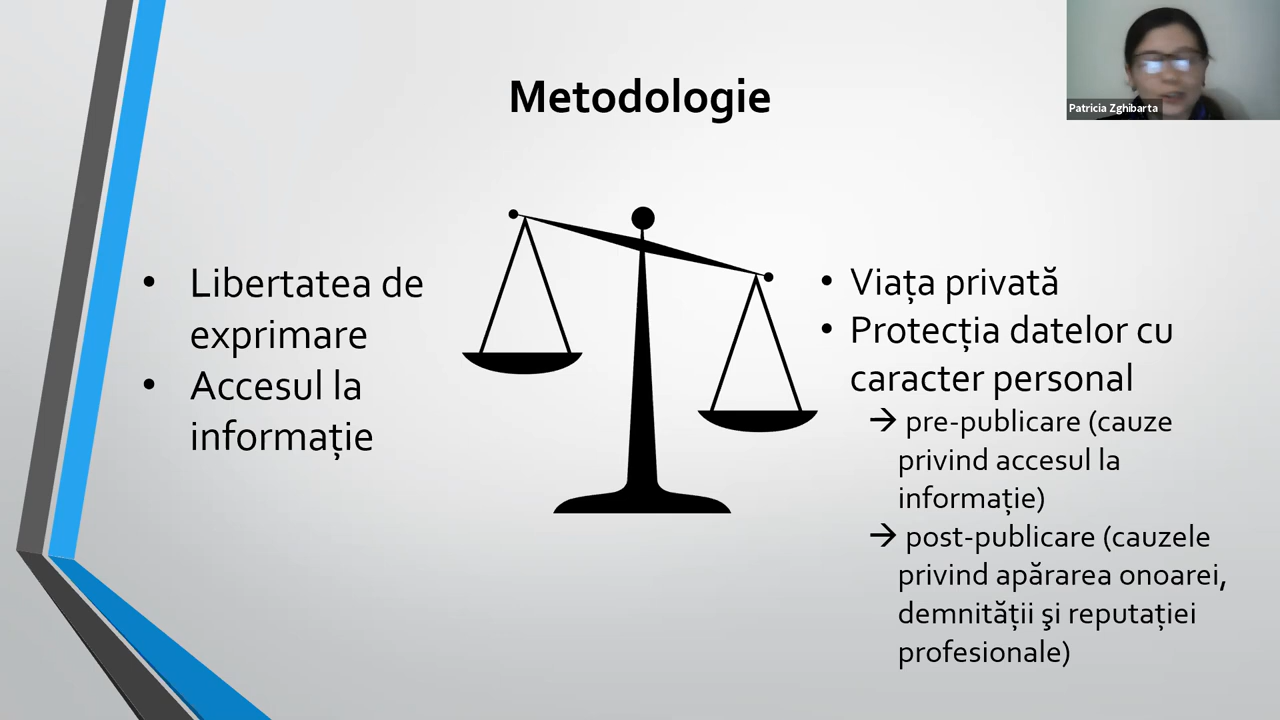 Metodologie
Patricia Zghibarta
• Libertatea de
exprimare
• Accesul la
informație
• Viața privată
• Protecția datelor cu
caracter personal
→ pre-publicare (cauze
privind accesul la
informație)
→ post-publicare (cauzele
privind apărarea onoarei,
demnității şi reputației
profesionale)